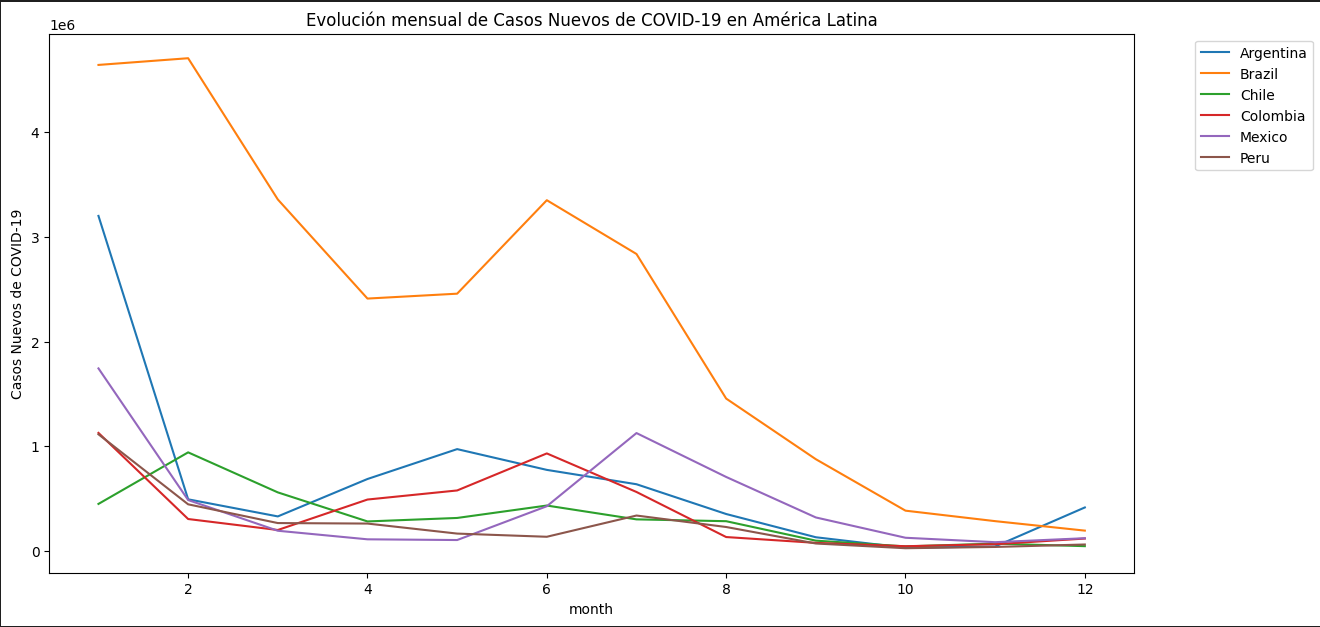 Evolución mensual de Casos Nuevos de COVID-19 en América Latina
1e6
Casos Nuevos de COVID-19
4
3
2
1
0
2
4
6
8
10
12
month
Argentina
Brazil
Chile
Colombia
Mexico
Peru